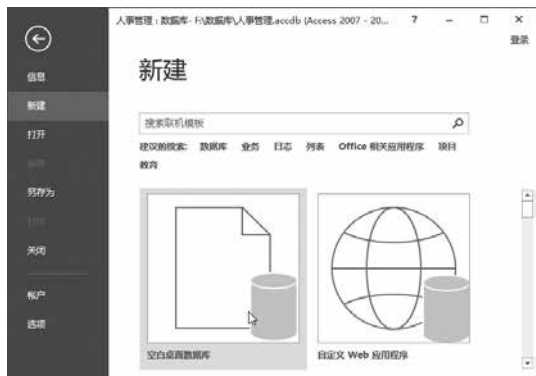 人事管理 : 数据库- F:\数据库\人事管理.accdb (Access 2007 - 20... ?
登录
信息
新建
打开
另存为
关闭
帐户
选项
新建
搜索联机模板
建议的搜索: 数据库 业务 日志 列表 Office 相关应用程序 项目
教育
空白桌面数据库
自定义 Web 应用程序